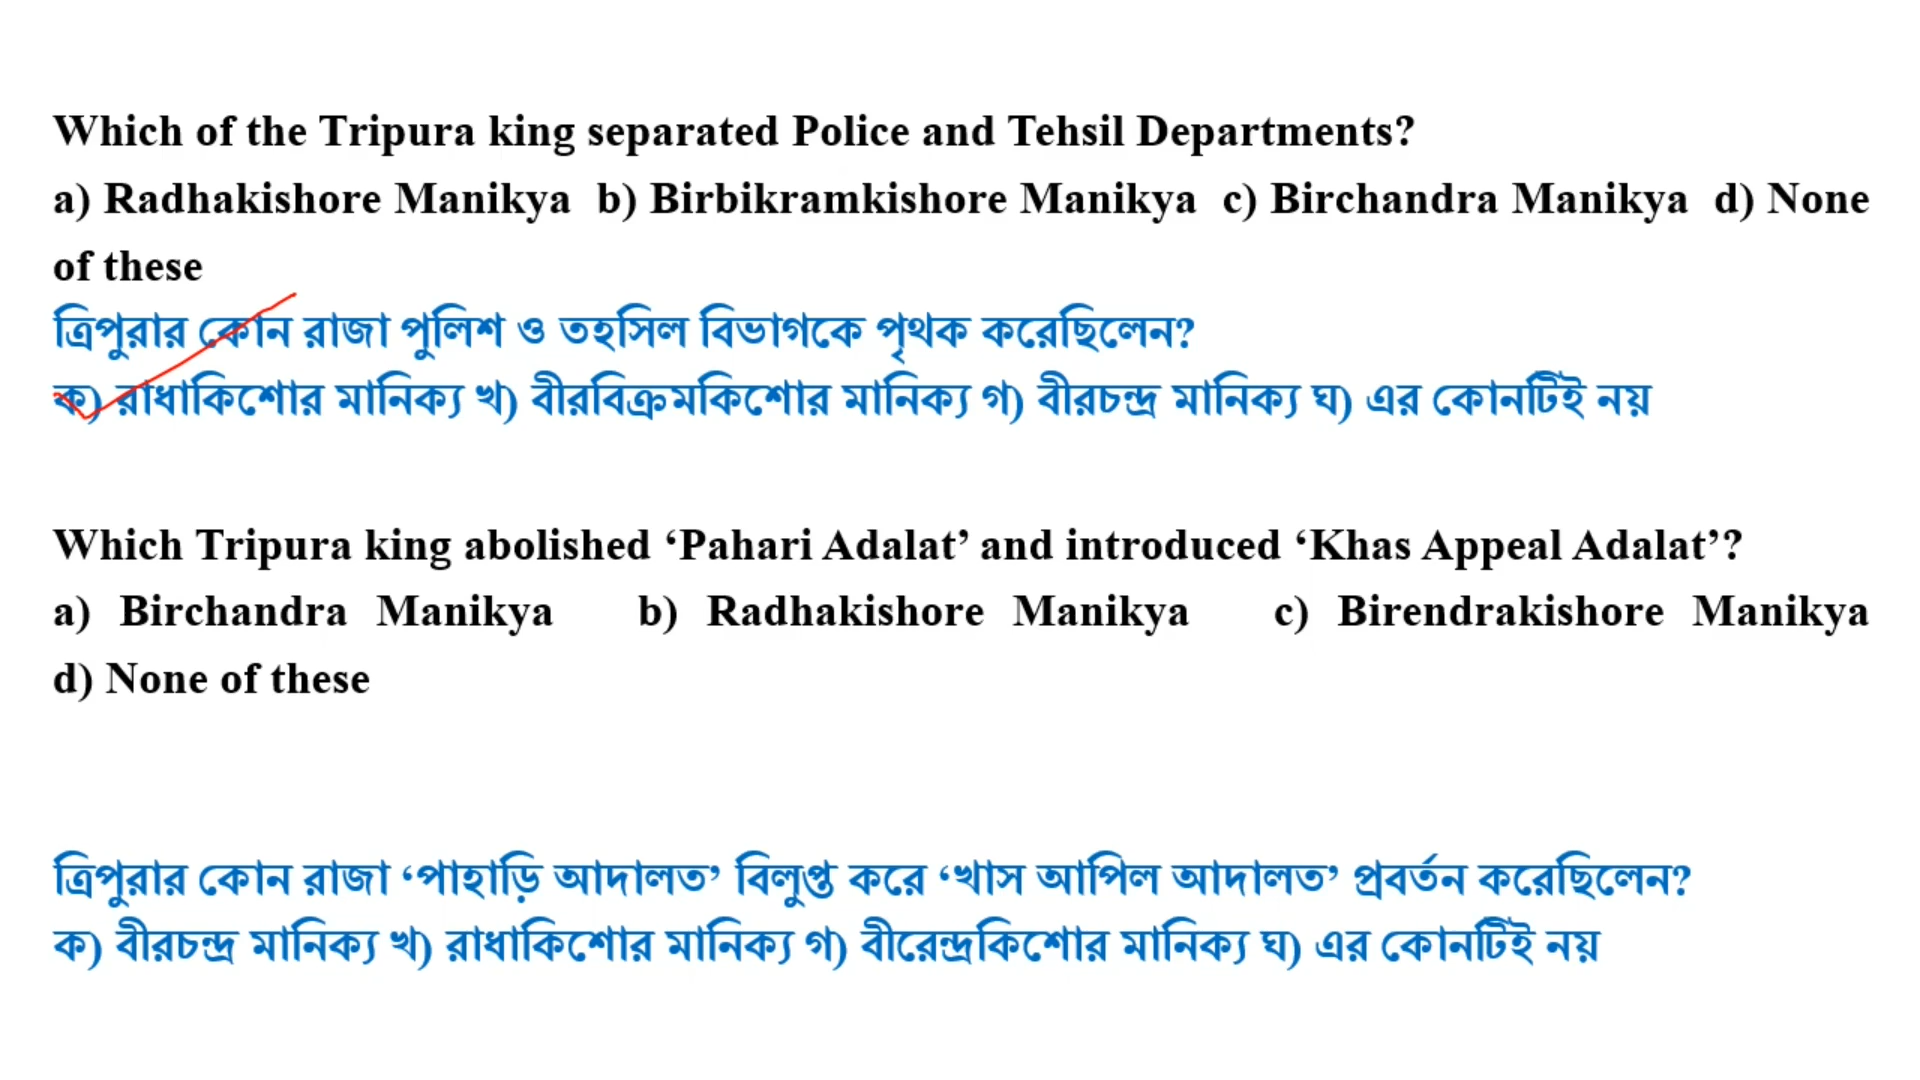 Which of the Tripura king separated Police and Tehsil Departments?
a) Radhakishore Manikya b) Birbikramkishore Manikya c) Birchandra Manikya d) None
of these
ত্রিপুরার কোন রাজা পুলিশ ও তহসিল বিভাগকে পৃথক করেছিলেন?
ক) রাধাকিশোর মানিক্য খ) বীরবিক্রমকিশোর মানিক্য গ) বীরচন্দ্র মানিক্য ঘ) এর কোনটিই নয়
Which Tripura king abolished ‘Pahari Adalat’ and introduced ‘Khas Appeal Adalat’?
a) Birchandra Manikya b) Radhakishore Manikya c) Birendrakishore Manikya
d) None of these
ত্রিপুরার কোন রাজা ‘পাহাড়ি আদালত’ বিলুপ্ত করে ‘খাস আপিল আদালত’ প্রবর্তন করেছিলেন?
ক) বীরচন্দ্র মানিক্য খ) রাধাকিশোর মানিক্য গ) বীরেন্দ্রকিশোর মানিক্য ঘ) এর কোনটিই নয়